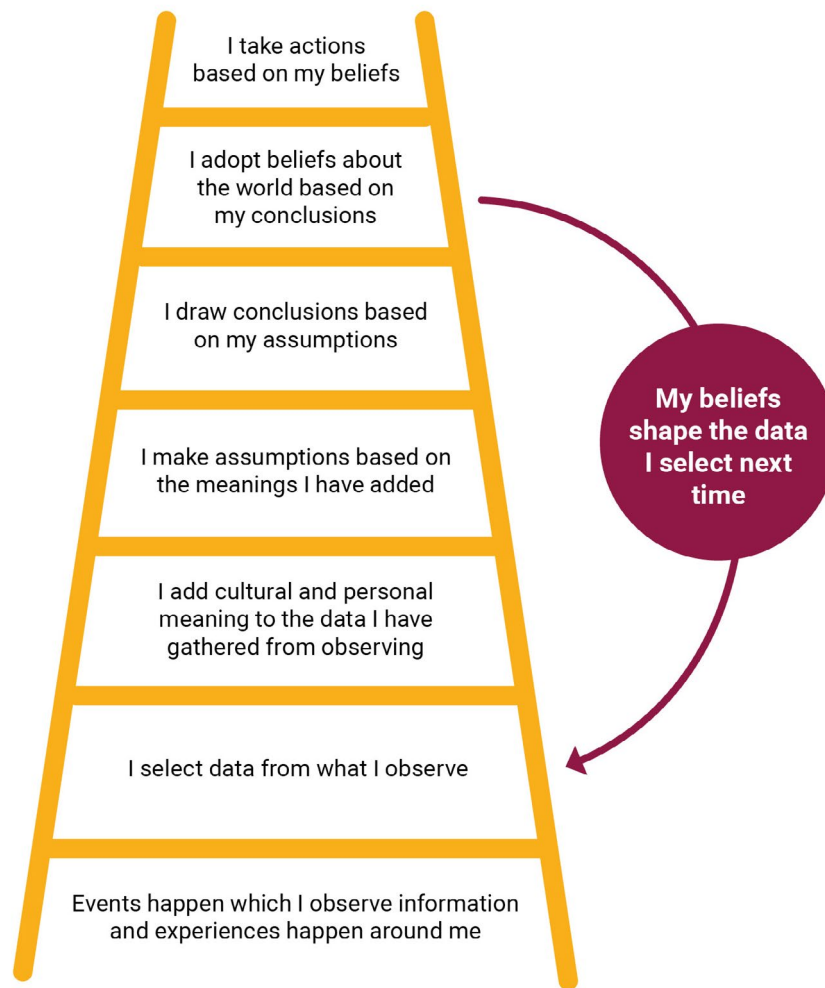 I take actions
based on my beliefs
I adopt beliefs about
the world based on
my conclusions
I draw conclusions based
on my assumptions
I make assumptions based on
the meanings I have added
I add cultural and personal
meaning to the data I have
gathered from observing
I select data from what I observe
Events happen which I observe information
and experiences happen around me
My beliefs
shape the data
I select next
time